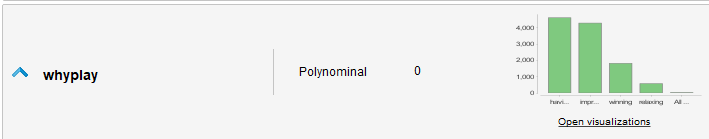 whyplay
Polynominal
0
4,000
3,000
2,000
1,000
0
havi...
impr...
winning
relaxing
All ...
Open visualizations